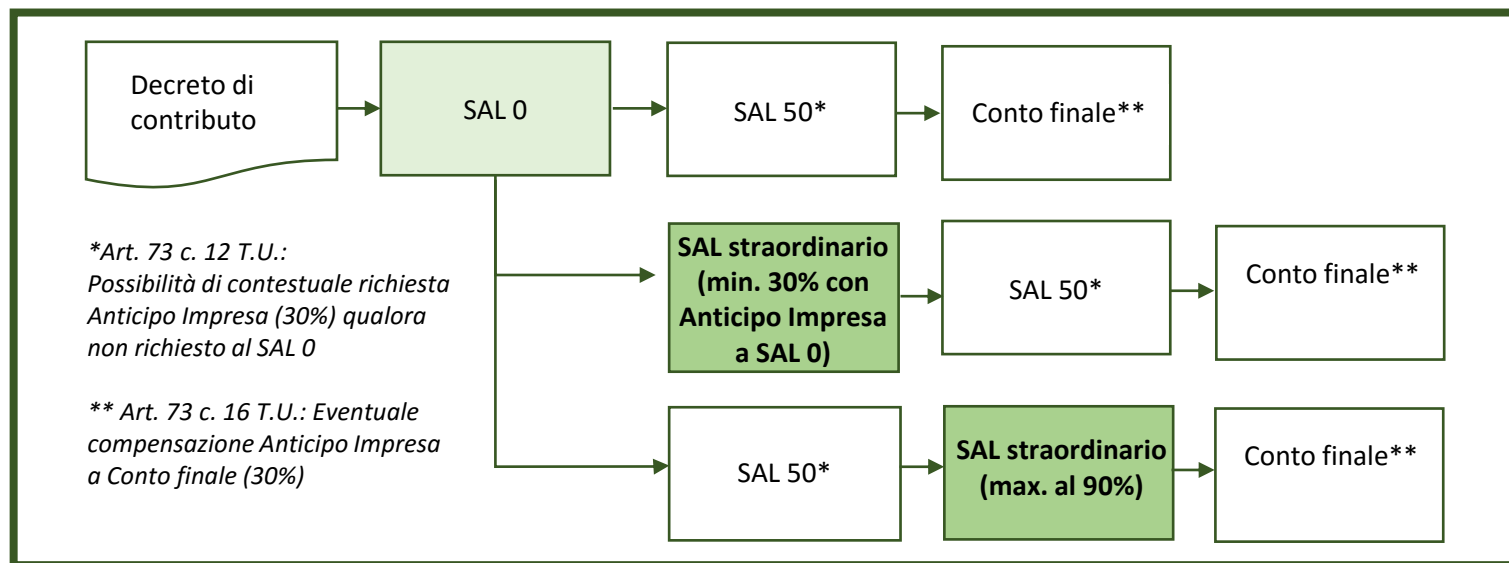 Decreto di
contributo
SAL 0
SAL 50*
Conto finale**
*Art. 73 c. 12 T.U.:
Possibilità di contestuale richiesta
Anticipo Impresa (30%) qualora
non richiesto al SAL 0
** Art. 73 c. 16 T.U.: Eventuale
compensazione Anticipo Impresa
a Conto finale (30%)
SAL straordinario
(min. 30% con
Anticipo Impresa
a SAL 0)
SAL 50*
Conto finale**
SAL 50*
SAL straordinario
(max. al 90%)
Conto finale**